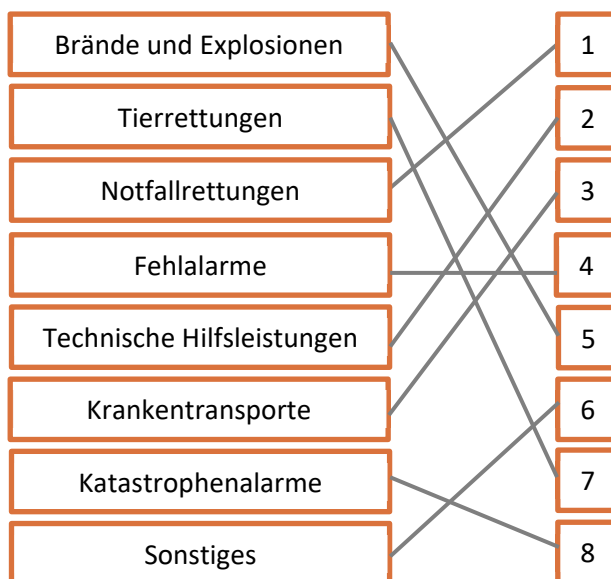 Brände und Explosionen
1
Tierrettungen
2
Notfallrettungen
3
Fehlalarme
4
Technische Hilfsleistungen
5
Krankentransporte
6
Katastrophenalarme
7
Sonstiges
8